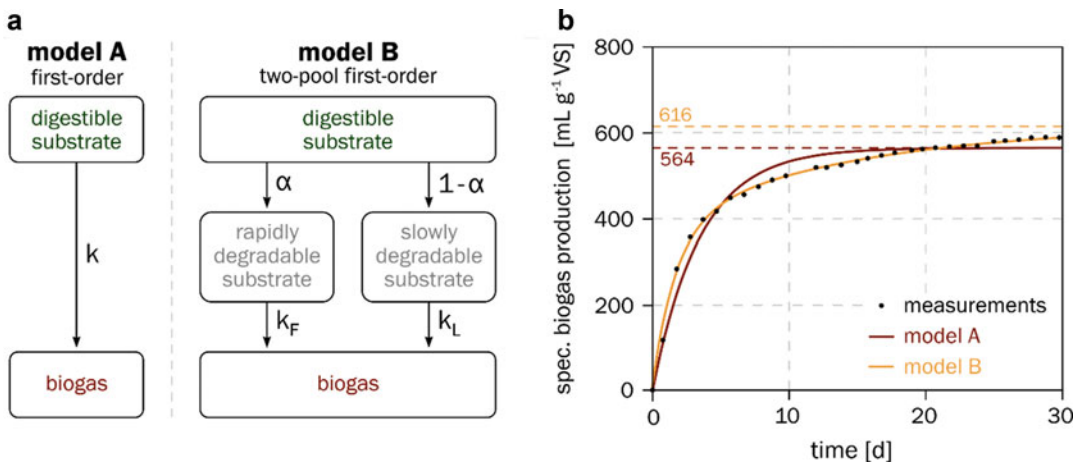 a
model A
first-order
digestible
substrate
k
biogas
model B
two-pool first-order
digestible
substrate
α
1-α
rapidly
degradable
substrate
slowly
degradable
substrate
k_F
k_L
biogas
b
spec. biogas production [mL g⁻¹ VS]
800
600
400
200
0
616
564
measurements
model A
model B
0
10
20
30
time [d]